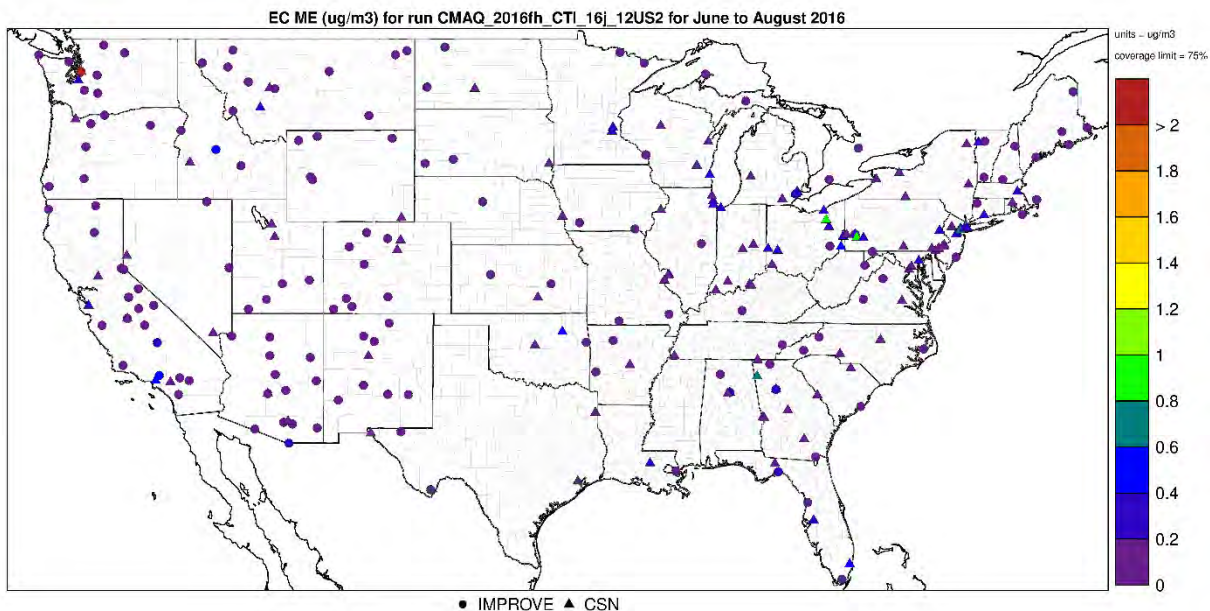 EC ME (ug/m3) for run CMAQ_2016fh_CTI_16j_12US2 for June to August 2016
units = ug/m3
coverage limit = 75%
> 2
1.8
1.6
1.4
1.2
1
0.8
0.6
0.4
0.2
0
● IMPROVE ▲ CSN